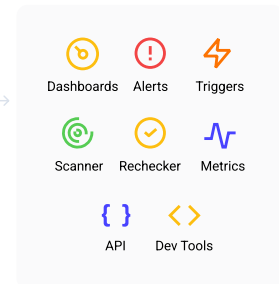 Dashboards Alerts Triggers
Scanner Rechecker Metrics
API Dev Tools